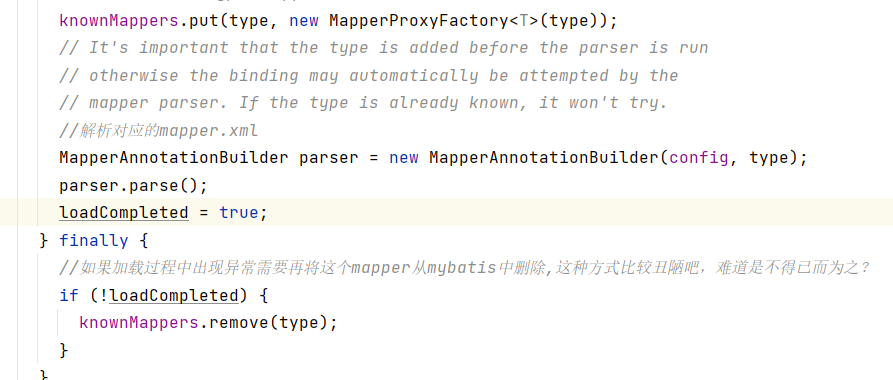 knownMappers.put(type, new MapperProxyFactory<T>(type));
// It's important that the type is added before the parser is run
// otherwise the binding may automatically be attempted by the
// mapper parser. If the type is already known, it won't try.
//解析对应的mapper.xml
MapperAnnotationBuilder parser = new MapperAnnotationBuilder(config, type);
parser.parse();
loadCompleted = true;
} finally {
//如果加载过程中出现异常需要再将这个mapper从mybatis中删除,这种方式比较丑陋吧，难道是不得已而为之？
if (!loadCompleted) {
knownMappers.remove(type);
}
}